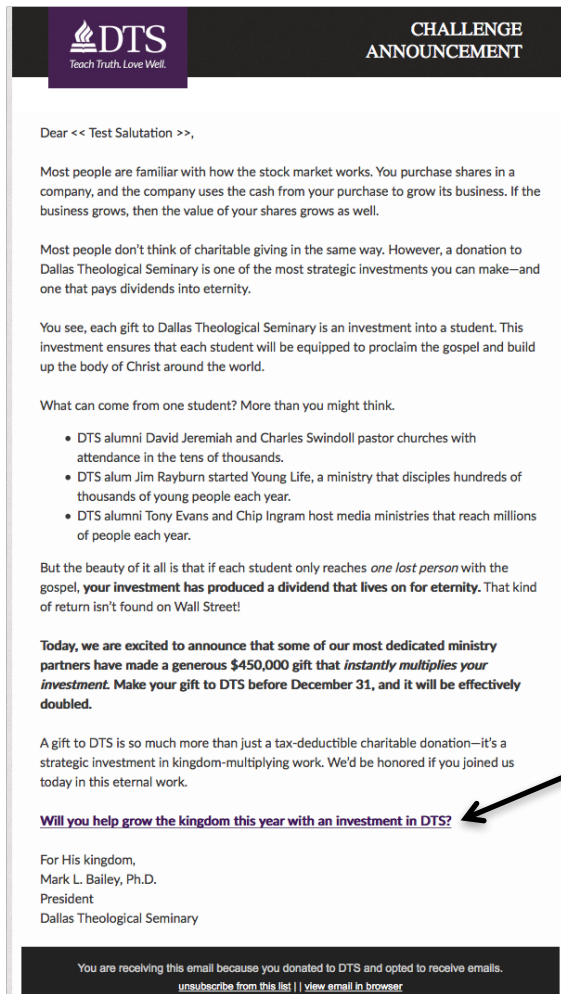 DTS
Teach Truth. Love Well.
CHALLENGE
ANNOUNCEMENT
Dear << Test Salutation >>,
Most people are familiar with how the stock market works. You purchase shares in a
company, and the company uses the cash from your purchase to grow its business. If the
business grows, then the value of your shares grows as well.
Most people don’t think of charitable giving in the same way. However, a donation to
Dallas Theological Seminary is one of the most strategic investments you can make—and
one that pays dividends into eternity.
You see, each gift to Dallas Theological Seminary is an investment into a student. This
investment ensures that each student will be equipped to proclaim the gospel and build
up the body of Christ around the world.
What can come from one student? More than you might think.
• DTS alumni David Jeremiah and Charles Swindoll pastor churches with
attendance in the tens of thousands.
• DTS alum Jim Rayburn started Young Life, a ministry that disciples hundreds of
thousands of young people each year.
• DTS alumni Tony Evans and Chip Ingram host media ministries that reach millions
of people each year.
But the beauty of it all is that if each student only reaches one lost person with the
gospel, your investment has produced a dividend that lives on for eternity. That kind
of return isn’t found on Wall Street!
Today, we are excited to announce that some of our most dedicated ministry
partners have made a generous $450,000 gift that instantly multiplies your
investment. Make your gift to DTS before December 31, and it will be effectively
doubled.
A gift to DTS is so much more than just a tax-deductible charitable donation—it’s a
strategic investment in kingdom-multiplying work. We’d be honored if you joined us
today in this eternal work.
Will you help grow the kingdom this year with an investment in DTS?
For His kingdom,
Mark L. Bailey, Ph.D.
President
Dallas Theological Seminary
You are receiving this email because you donated to DTS and opted to receive emails.
unsubscribe from this list | | view email in browser